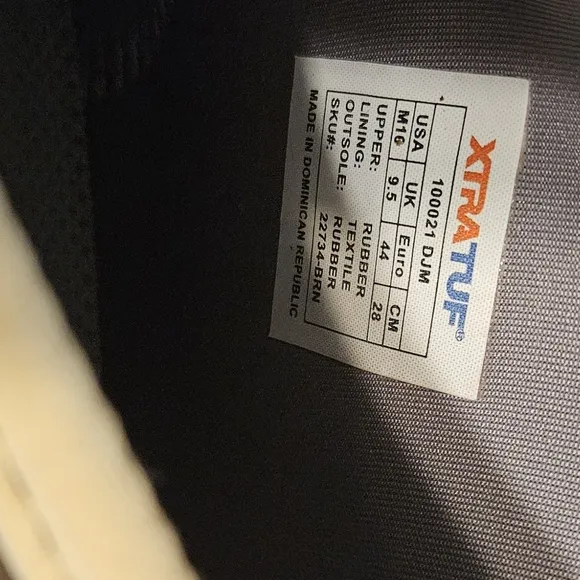 XTRATUF®
100021 DJM
USA UK Euro CM
M10 9.5 44 28
UPPER: RUBBER
LINING: TEXTILE
OUTSOLE: RUBBER
SKU#: 22734-BRN
MADE IN DOMINICAN REPUBLIC